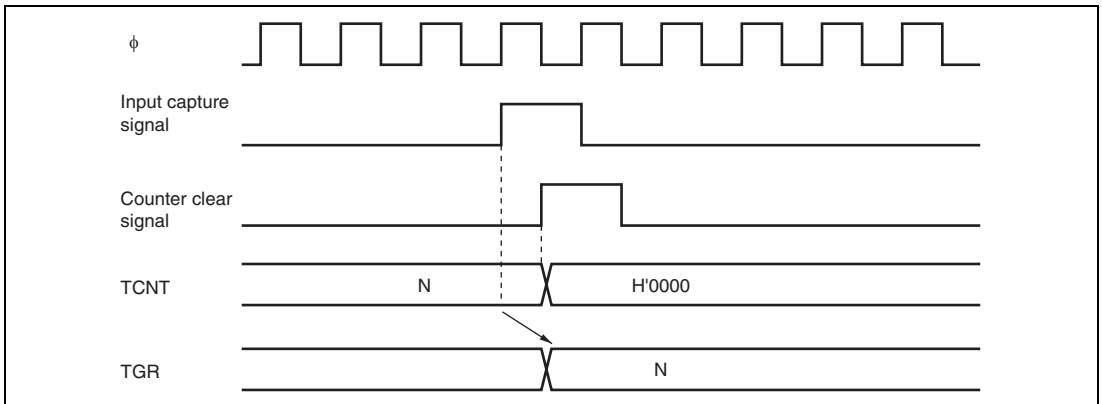 ϕ
Input capture
signal
Counter clear
signal
TCNT
N
H'0000
TGR
N